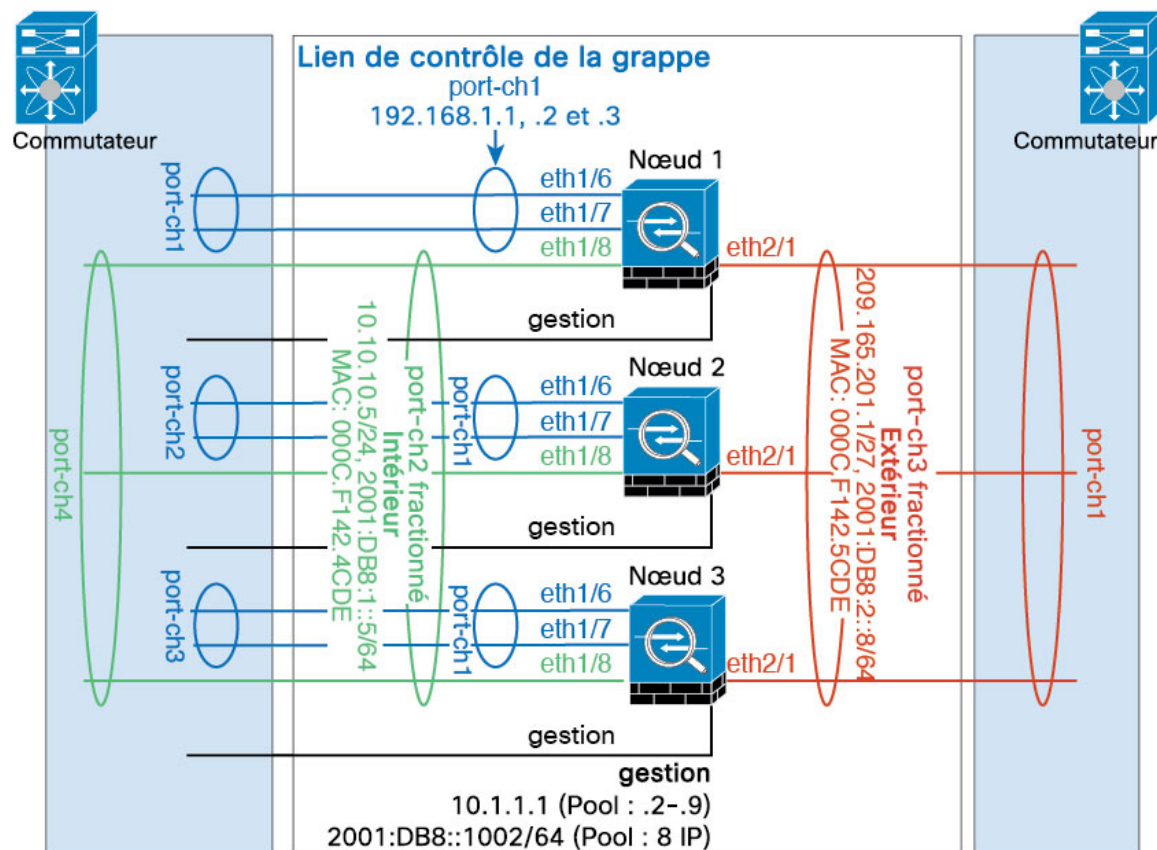 Commutateur
Lien de contrôle de la grappe
port-ch1
192.168.1.1, .2 et .3
Commutateur
port-ch1
eth1/6
eth1/7
eth1/8
Nœud 1
eth2/1
gestion
port-ch2
port-ch1
eth1/6
eth1/7
eth1/8
Nœud 2
eth2/1
gestion
port-ch3
port-ch1
eth1/6
eth1/7
eth1/8
Nœud 3
eth2/1
gestion
port-ch4
port-ch2 fractionné
Intérieur
10.10.10.5/24, 2001:DB8:1::5/64
MAC: 000C.F142.4CDE
port-ch3 fractionné
Extérieur
209.165.201.1/27, 2001:DB8:2::8/64
MAC: 000C.F142.5CDE
port-ch1
gestion
10.1.1.1 (Pool : .2-.9)
2001:DB8::1002/64 (Pool : 8 IP)